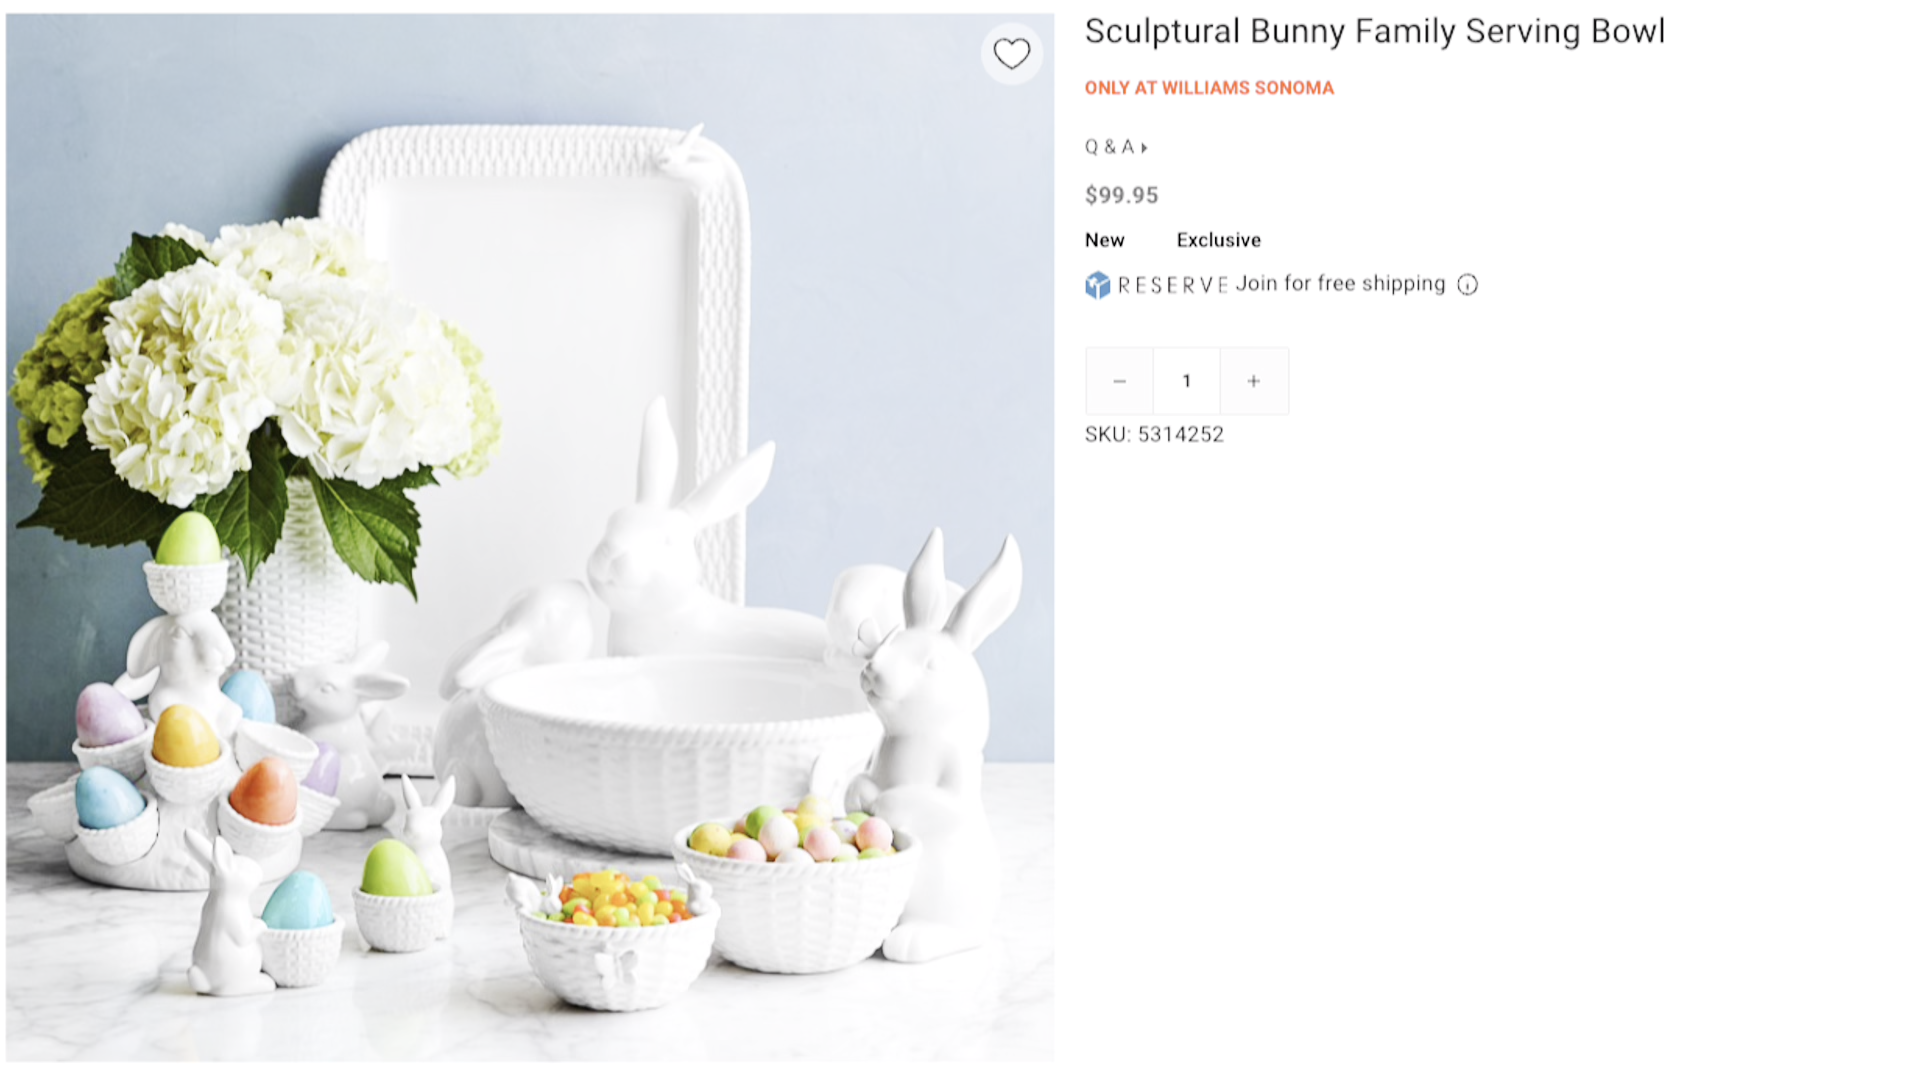 Sculptural Bunny Family Serving Bowl
ONLY AT WILLIAMS SONOMA
Q & A
$99.95
New Exclusive
RESERVE Join for free shipping
− 1 +
SKU: 5314252